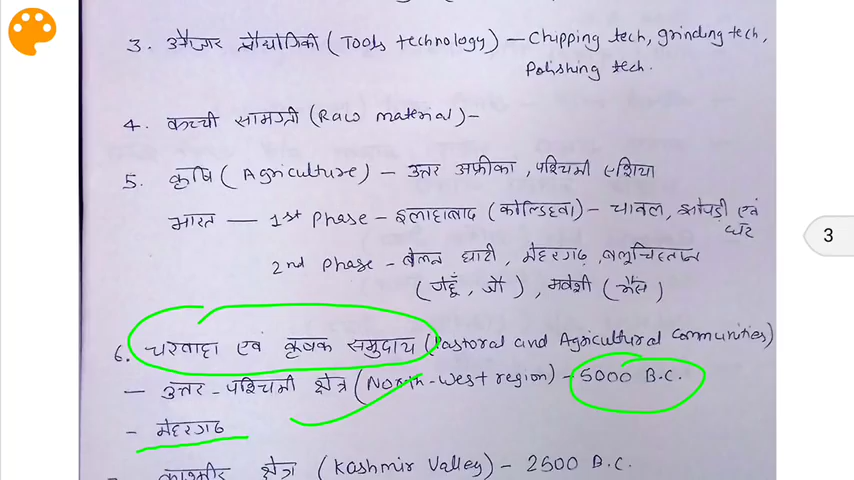 3. औजार प्रौद्योगिकी (Tools technology) – Chipping tech, grinding tech,
Polishing tech.
4. कच्ची सामग्री (Raw material) –
5. कृषि (Agriculture) – उत्तर अफ्रीका, पश्चिमी एशिया
भारत — 1st Phase – इलाहाबाद (कोल्डिहवा) – चावल, झोपड़ी एवं
घर
2nd Phase – बेलन घाटी, मेहरगढ़, बलूचिस्तान
(गेहूँ, जौ), मवेशी (भैंस)
6. चरवाहा एवं कृषक समुदाय (Pastoral and Agricultural Communities)
— उत्तर-पश्चिमी क्षेत्र (North-West region) – 5000 B.C.
- मेहरगढ
काश्मीर क्षेत्र (Kashmir Valley) – 2500 B.C.
3